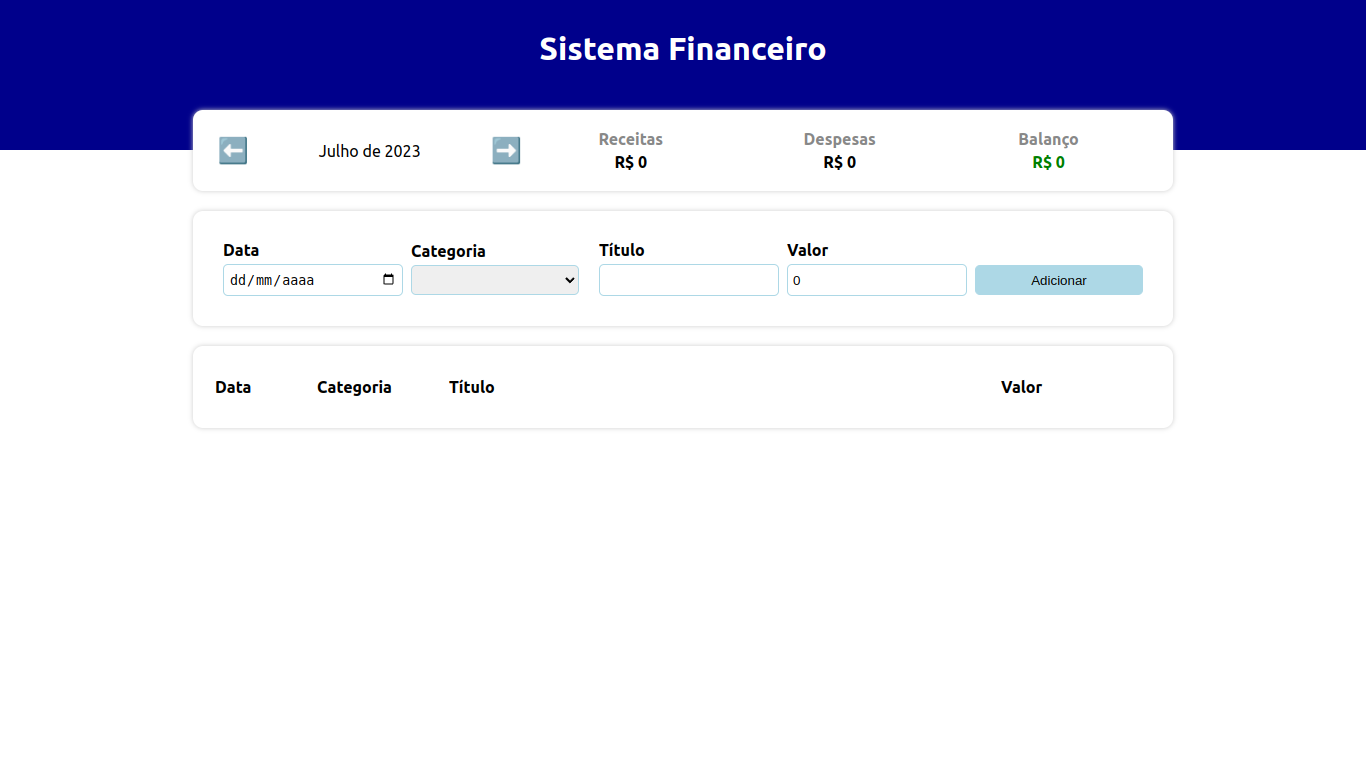 Sistema Financeiro
Julho de 2023
Receitas
R$ 0
Despesas
R$ 0
Balanço
R$ 0
Data
dd/mm/aaaa
Categoria
Título
Valor
0
Adicionar
Data Categoria Título Valor